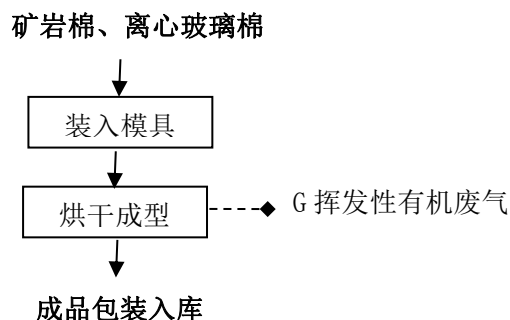 矿岩棉、离心玻璃棉
装入模具
烘干成型
G 挥发性有机废气
成品包装入库